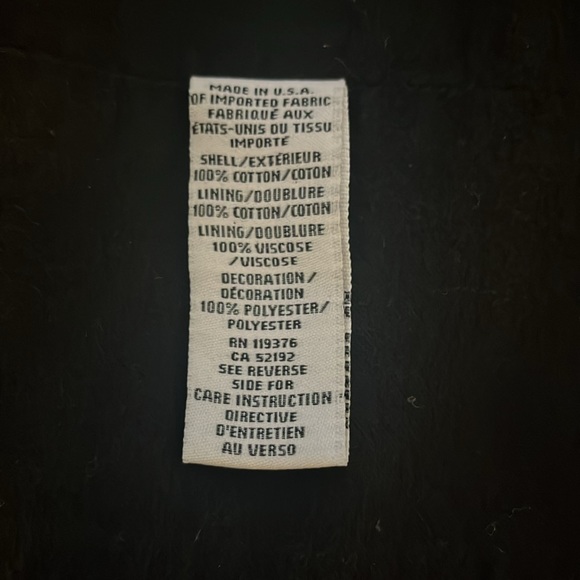 MADE IN U.S.A.
OF IMPORTED FABRIC
FABRIQUÉ AUX
ÉTATS-UNIS OU TISSU
IMPORTÉ
SHELL/EXTÉRIEUR
100% COTTON/COTON
LINING/DOUBLURE
100% COTTON/COTON
LINING/DOUBLURE
100% VISCOSE
/VISCOSE
DECORATION/
DÉCORATION
100% POLYESTER/
POLYESTER
RN 119376
CA 52192
SEE REVERSE
SIDE FOR
CARE INSTRUCTION
DIRECTIVE
D'ENTRETIEN
AU VERSO